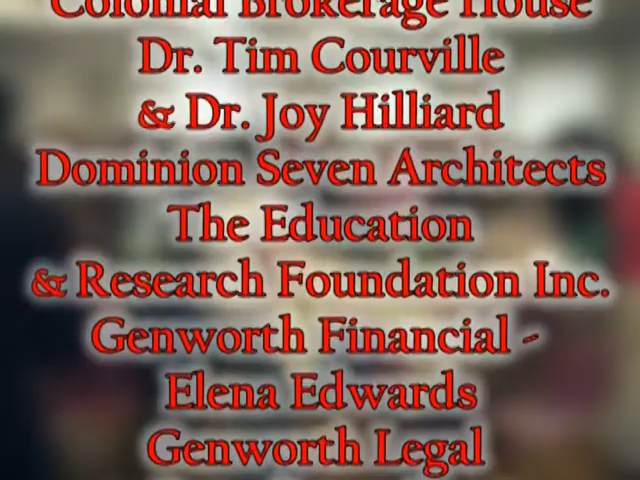 Colonial Brokerage House
Dr. Tim Courville
& Dr. Joy Hilliard
Dominion Seven Architects
The Education
& Research Foundation Inc.
Genworth Financial -
Elena Edwards
Genworth Legal